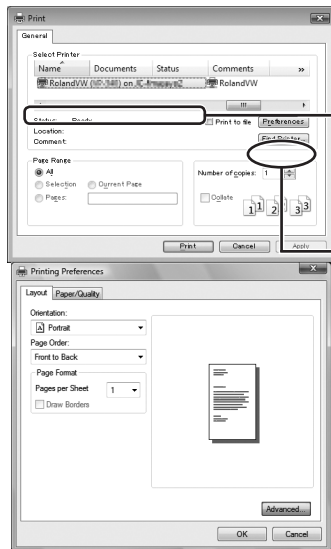 Print
General
Select Printer
Name Documents Status Comments »
RolandVW on RolandVW
Status: Ready Print to file Preferences
Location:
Comment: Find Printer...
Page Range
All Number of copies: 1
Selection Current Page
Pages: Collate
1 1 2 2 3 3
Print Cancel Apply
Printing Preferences
Layout Paper/Quality
Orientation:
Portrait
Page Order:
Front to Back
Page Format
Pages per Sheet 1
Draw Borders
Advanced...
OK Cancel